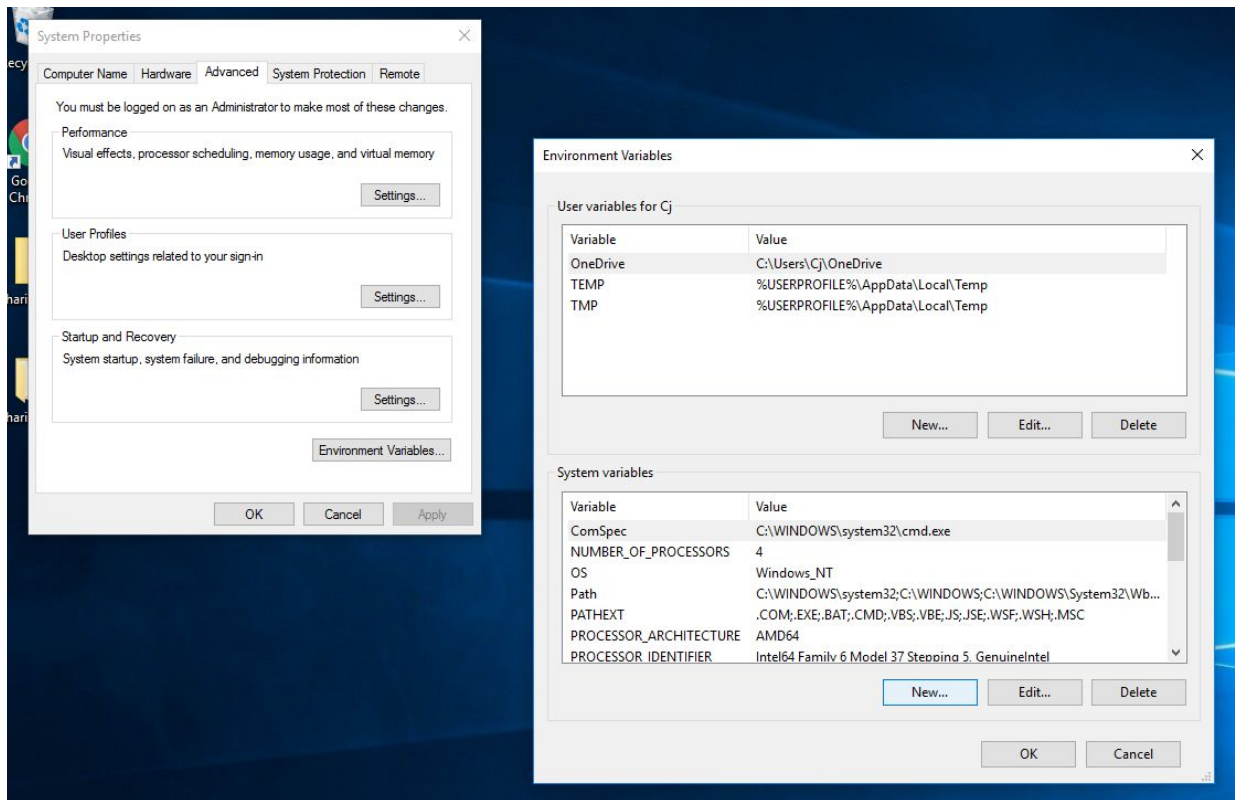 ecy
Go
Chr
hari
hari
System Properties
Computer Name Hardware Advanced System Protection Remote
You must be logged on as an Administrator to make most of these changes.
Performance
Visual effects, processor scheduling, memory usage, and virtual memory
Settings...
User Profiles
Desktop settings related to your sign-in
Settings...
Startup and Recovery
System startup, system failure, and debugging information
Settings...
Environment Variables...
OK Cancel Apply
Environment Variables
User variables for Cj
Variable Value
OneDrive C:\Users\Cj\OneDrive
TEMP %USERPROFILE%\AppData\Local\Temp
TMP %USERPROFILE%\AppData\Local\Temp
New... Edit... Delete
System variables
Variable Value
ComSpec C:\WINDOWS\system32\cmd.exe
NUMBER_OF_PROCESSORS 4
OS Windows_NT
Path C:\WINDOWS\system32;C:\WINDOWS;C:\WINDOWS\System32\Wb...
PATHEXT .COM;.EXE;.BAT;.CMD;.VBS;.VBE;.JS;.JSE;.WSF;.WSH;.MSC
PROCESSOR_ARCHITECTURE AMD64
PROCESSOR_IDENTIFIER Intel64 Family 6 Model 37 Stepping 5, GenuineIntel
New... Edit... Delete
OK Cancel